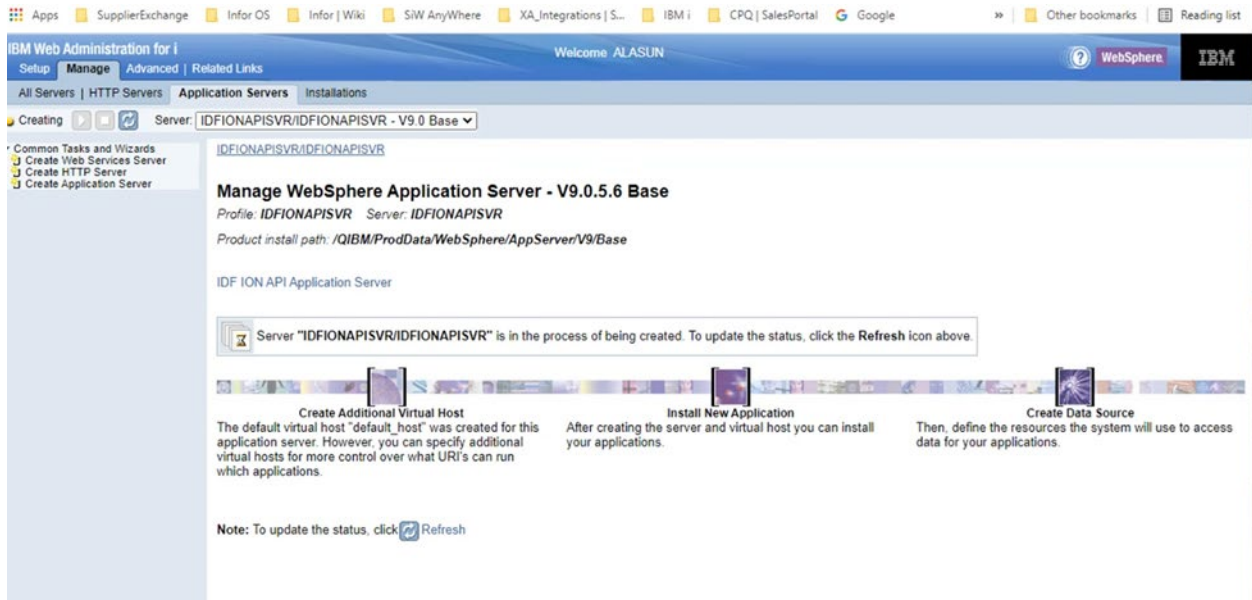 Apps SupplierExchange Infor OS Infor | Wiki SiW AnyWhere XA_Integrations | S... IBM i CPQ | SalesPortal Google » Other bookmarks Reading list
IBM Web Administration for i
Welcome ALASUN
WebSphere. IBM
Setup Manage Advanced | Related Links
All Servers | HTTP Servers Application Servers Installations
Creating Server: IDFIONAPISVR/IDFIONAPISVR - V9.0 Base
Common Tasks and Wizards
Create Web Services Server
Create HTTP Server
Create Application Server
IDFIONAPISVR/IDFIONAPISVR
Manage WebSphere Application Server - V9.0.5.6 Base
Profile: IDFIONAPISVR Server: IDFIONAPISVR
Product install path: /QIBM/ProdData/WebSphere/AppServer/V9/Base
IDF ION API Application Server
Server "IDFIONAPISVR/IDFIONAPISVR" is in the process of being created. To update the status, click the Refresh icon above.
Create Additional Virtual Host
The default virtual host "default_host" was created for this
application server. However, you can specify additional
virtual hosts for more control over what URI's can run
which applications.
Install New Application
After creating the server and virtual host you can install
your applications.
Create Data Source
Then, define the resources the system will use to access
data for your applications.
Note: To update the status, click Refresh